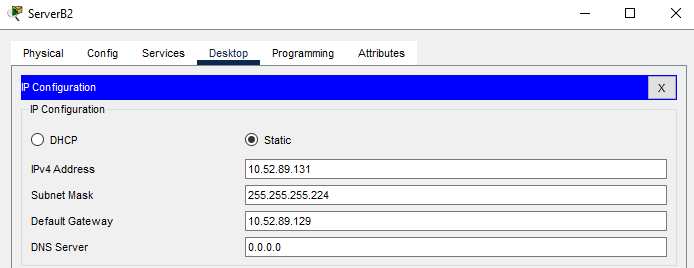 ServerB2
Physical Config Services Desktop Programming Attributes
IP Configuration X
IP Configuration
DHCP Static
IPv4 Address 10.52.89.131
Subnet Mask 255.255.255.224
Default Gateway 10.52.89.129
DNS Server 0.0.0.0